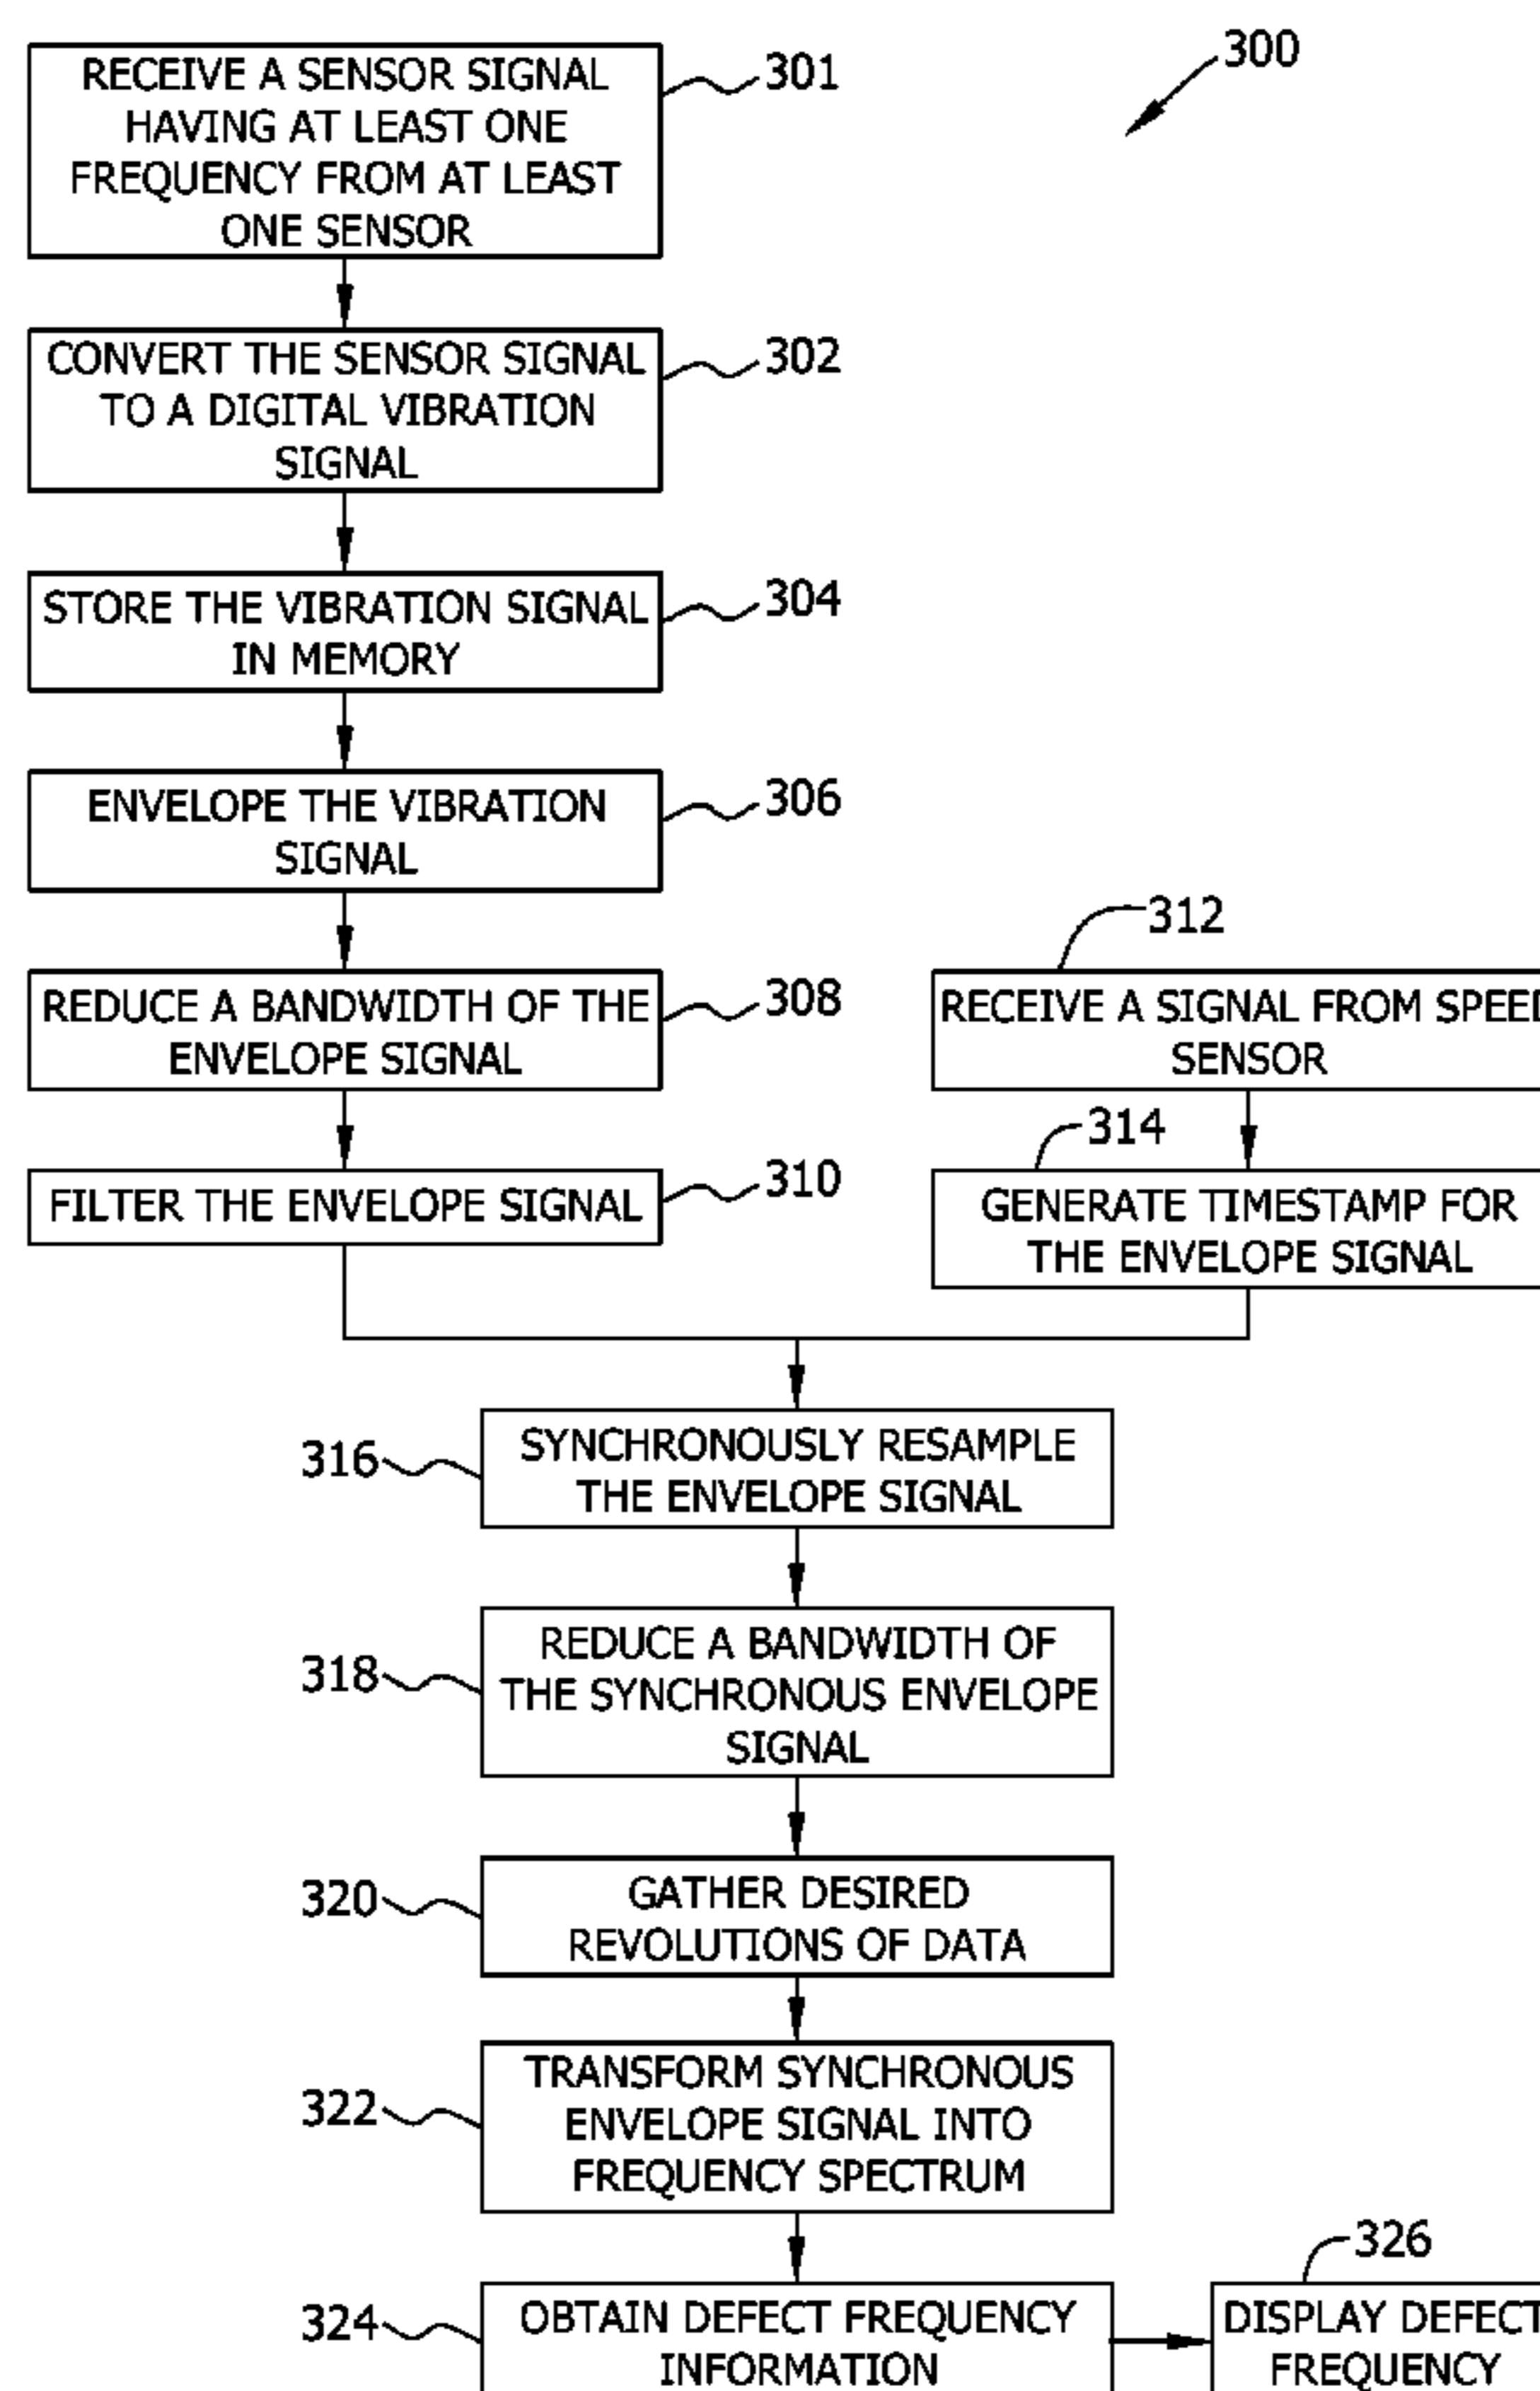 300
RECEIVE A SENSOR SIGNAL
HAVING AT LEAST ONE
FREQUENCY FROM AT LEAST
ONE SENSOR
301
CONVERT THE SENSOR SIGNAL
TO A DIGITAL VIBRATION
SIGNAL
302
STORE THE VIBRATION SIGNAL
IN MEMORY
304
ENVELOPE THE VIBRATION
SIGNAL
306
REDUCE A BANDWIDTH OF THE
ENVELOPE SIGNAL
308
FILTER THE ENVELOPE SIGNAL
310
312
RECEIVE A SIGNAL FROM SPEED
SENSOR
314
GENERATE TIMESTAMP FOR
THE ENVELOPE SIGNAL
316
SYNCHRONOUSLY RESAMPLE
THE ENVELOPE SIGNAL
318
REDUCE A BANDWIDTH OF
THE SYNCHRONOUS ENVELOPE
SIGNAL
320
GATHER DESIRED
REVOLUTIONS OF DATA
322
TRANSFORM SYNCHRONOUS
ENVELOPE SIGNAL INTO
FREQUENCY SPECTRUM
324
OBTAIN DEFECT FREQUENCY
INFORMATION
326
DISPLAY DEFECT
FREQUENCY